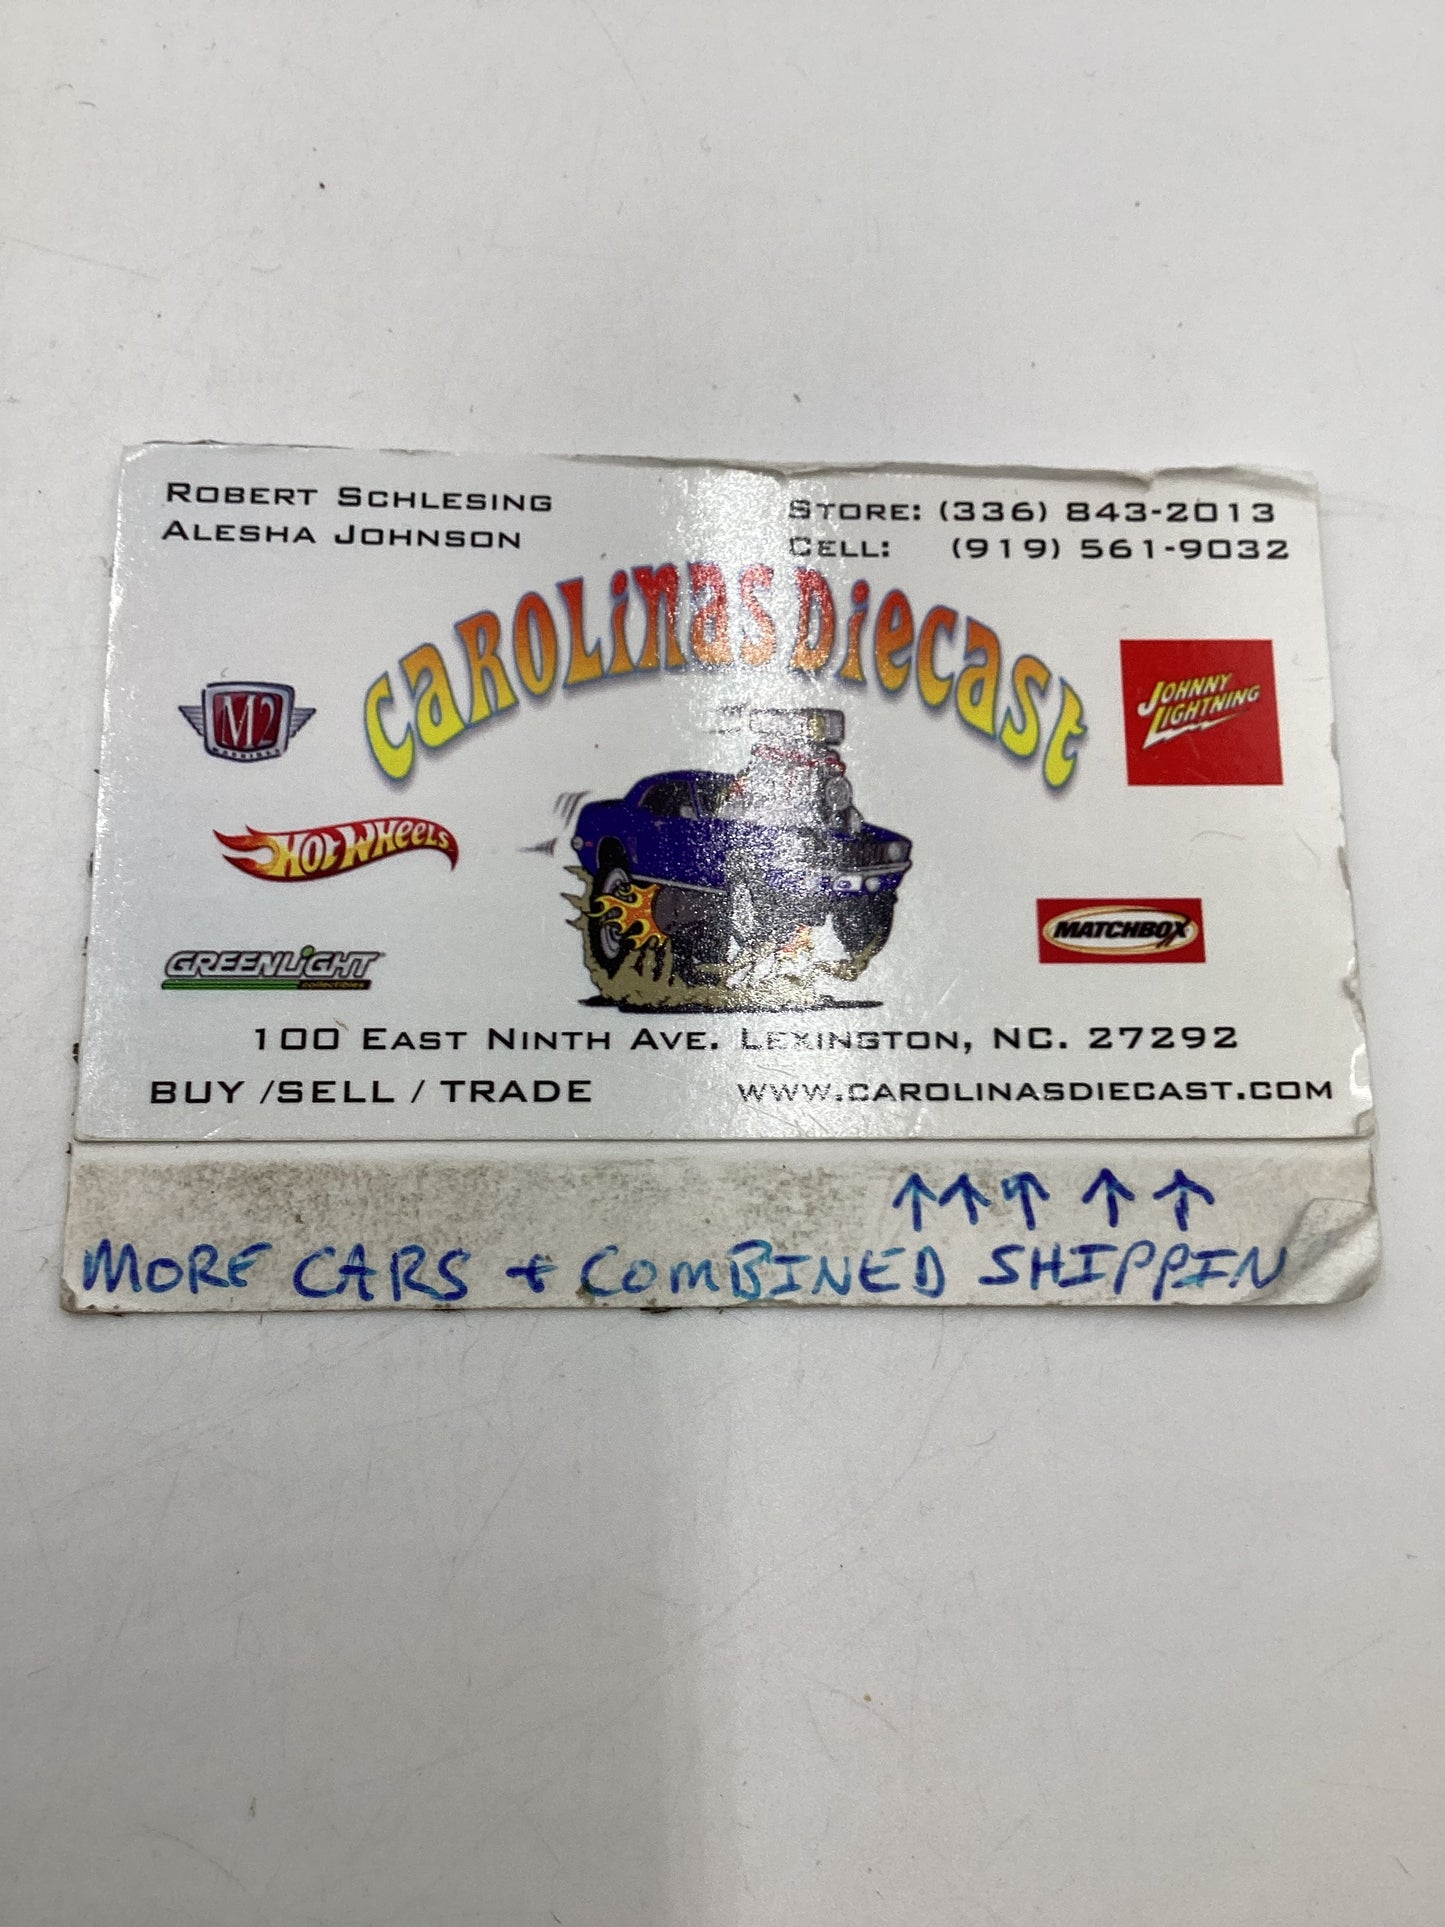 ROBERT SCHLESING
ALESHA JOHNSON
STORE: (336) 843-2013
CELL: (919) 561-9032
CAROLINAS DIECAST
M2
MACHINES
JOHNNY
LIGHTNING
HOT WHEELS
MATCHBOX
GREENLIGHT
collectibles
100 EAST NINTH AVE. LEXINGTON, NC. 27292
BUY /SELL / TRADE
WWW.CAROLINASDIECAST.COM
↑↑↑ ↑ ↑
MORE CARS + COMBINED SHIPPIN